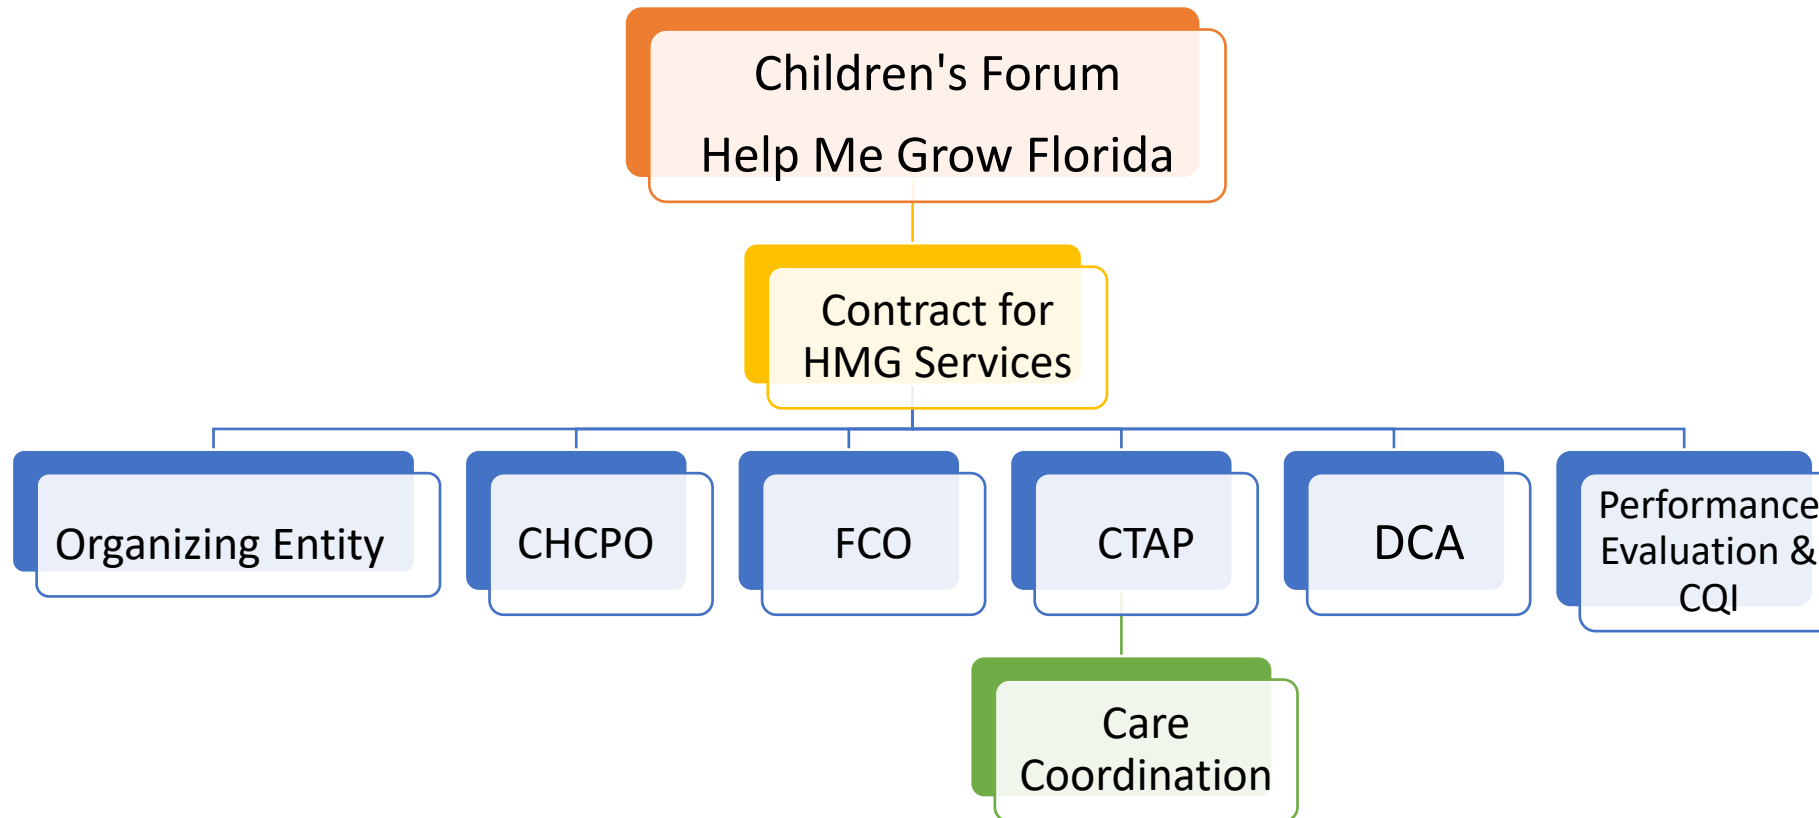 Children's Forum
Help Me Grow Florida
Contract for
HMG Services
Organizing Entity
CHCPO
FCO
CTAP
DCA
Performance
Evaluation &
CQI
Care
Coordination